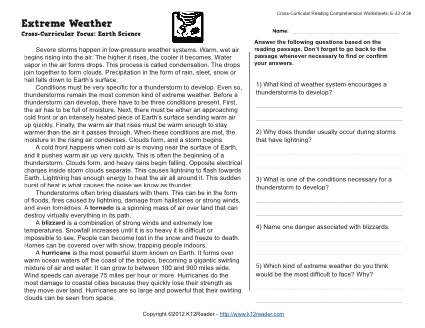 Cross-Curricular Reading Comprehension Worksheets: E-33 of 36
Extreme Weather
Cross-Curricular Focus: Earth Science
Name:
Severe storms happen in low-pressure weather systems. Warm, wet air
begins rising into the air. The higher it rises, the cooler it becomes. Water
vapor in the air forms drops. This process is called condensation. The drops
join together to form clouds. Precipitation in the form of rain, sleet, snow or
hail falls down to Earth's surface.
Conditions must be very specific for a thunderstorm to develop. Even so,
thunderstorms remain the most common kind of extreme weather. Before a
thunderstorm can develop, there have to be three conditions present. First,
the air has to be full of moisture. Next, there must be either an approaching
cold front or an intensely heated piece of Earth's surface sending warm air
up quickly. Finally, the warm air that rises must be warm enough to stay
warmer than the air it passes through. When these conditions are met, the
moisture in the rising air condenses. Clouds form, and a storm begins.
A cold front happens when cold air is moving near the surface of Earth,
and it pushes warm air up very quickly. This is often the beginning of a
thunderstorm. Clouds form, and heavy rains begin falling. Opposite electrical
charges inside storm clouds separate. This causes lightning to flash towards
Earth. Lightning has enough energy to heat the air all around it. This sudden
burst of heat is what causes the noise we know as thunder.
Thunderstorms often bring disasters with them. This can be in the form
of floods, fires caused by lightning, damage from hailstones or strong winds,
and even tornadoes. A tornado is a spinning mass of air over land that can
destroy virtually everything in its path.
A blizzard is a combination of strong winds and extremely low
temperatures. Snowfall increases until it is so heavy it is difficult or
impossible to see. People can become lost in the snow and freeze to death.
Homes can be covered over with snow, trapping people indoors.
A hurricane is the most powerful storm known on Earth. It forms over
warm ocean waters off the coast of the tropics, becoming a gigantic swirling
mixture of air and water. It can grow to between 100 and 900 miles wide.
Wind speeds can average 75 miles per hour or more. Hurricanes do the
most damage to coastal cities because they quickly lose their strength as
they move over land. Hurricanes are so large and powerful that their swirling
clouds can be seen from space.
Answer the following questions based on the
reading passage. Don't forget to go back to the
passage whenever necessary to find or confirm
your answers.
1) What kind of weather system encourages a
thunderstorms to develop?
2) Why does thunder usually occur during storms
that have lightning?
3) What is one of the conditions necessary for a
thunderstorm to develop?
4) Name one danger associated with blizzards:
5) Which kind of extreme weather do you think
would be the most difficult to face? Why?
Copyright ©2012 K12Reader - http://www.k12reader.com